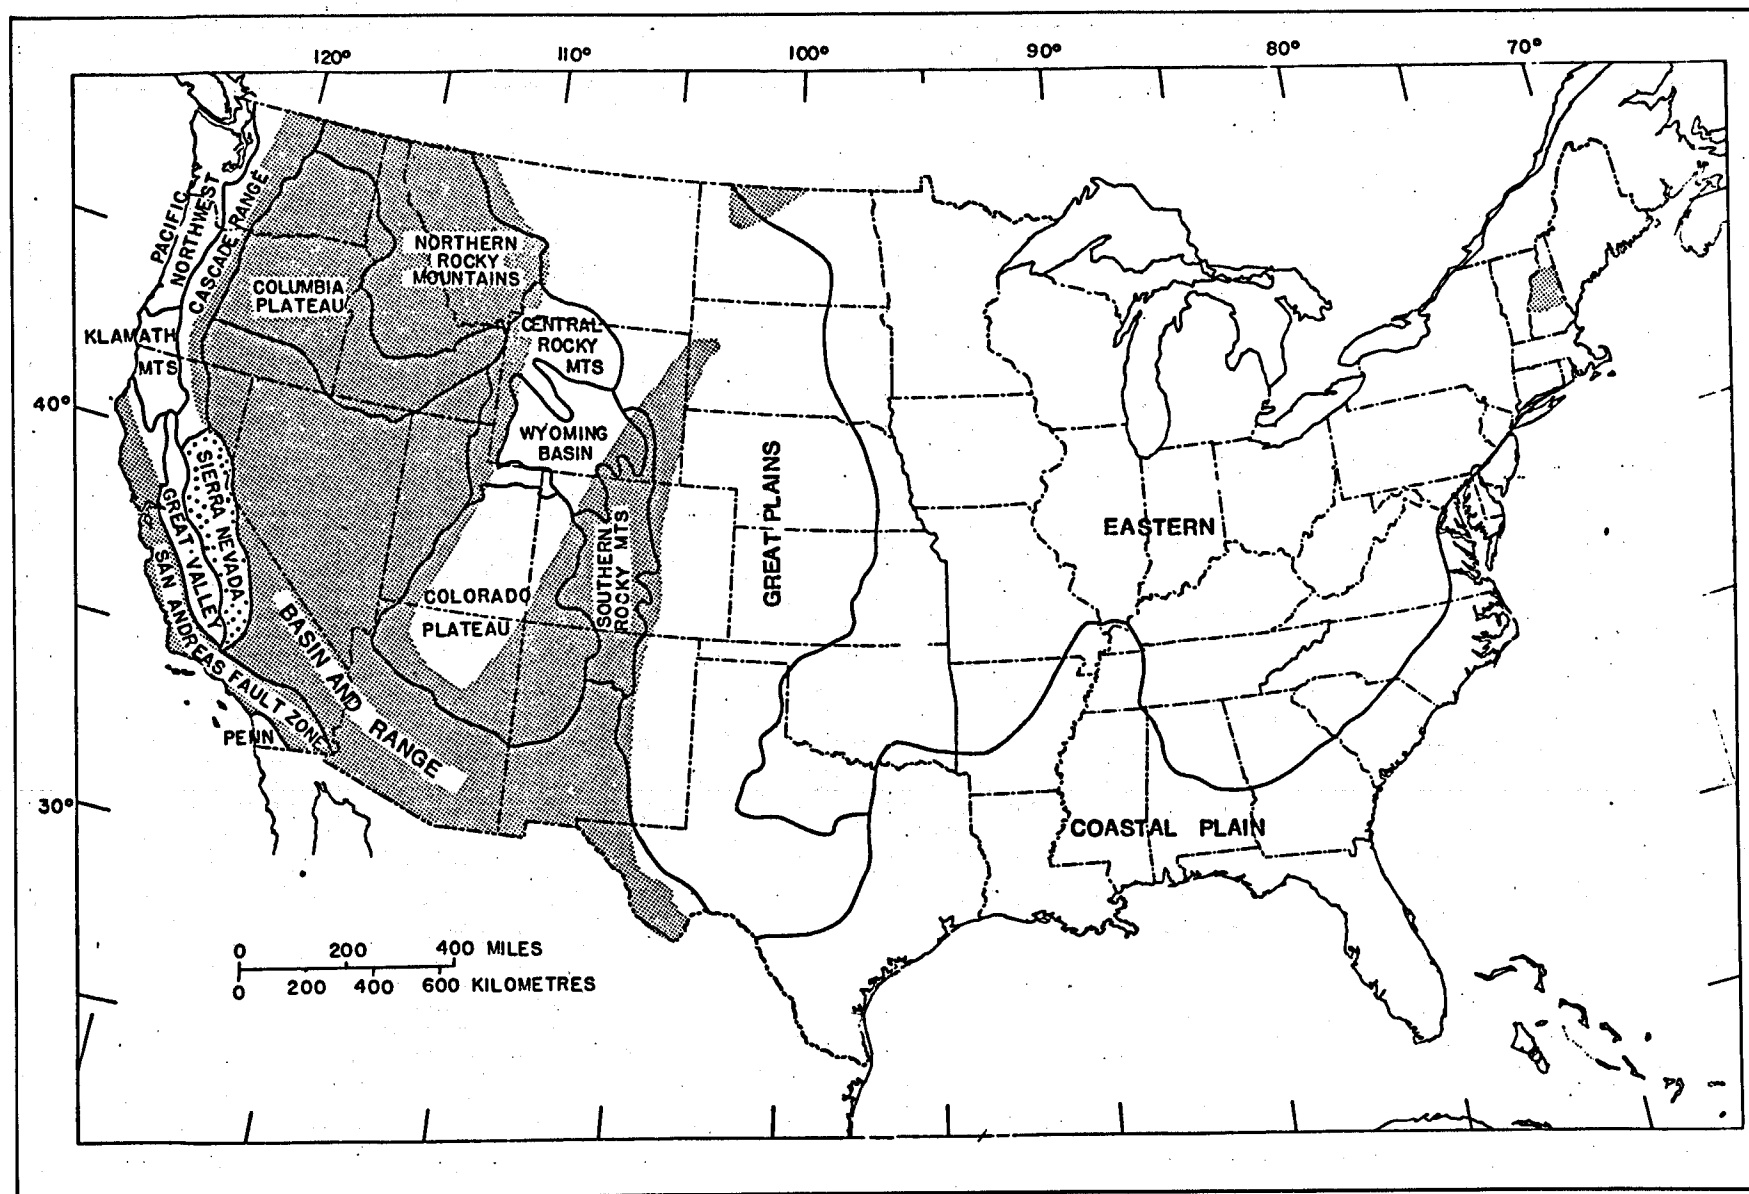 120° 110° 100° 90° 80° 70°
PACIFIC
NORTHWEST
CASCADE RANGE
NORTHERN
ROCKY
MOUNTAINS
COLUMBIA
PLATEAU
KLAMATH
MTS
CENTRAL
ROCKY
MTS
40°
WYOMING
BASIN
SIERRA NEVADA
GREAT VALLEY
SAN ANDREAS FAULT ZONE
SOUTHERN
ROCKY MTS
GREAT PLAINS
EASTERN
COLORADO
PLATEAU
BASIN AND RANGE
PENN
30°
COASTAL PLAIN
0 200 400 MILES
0 200 400 600 KILOMETRES